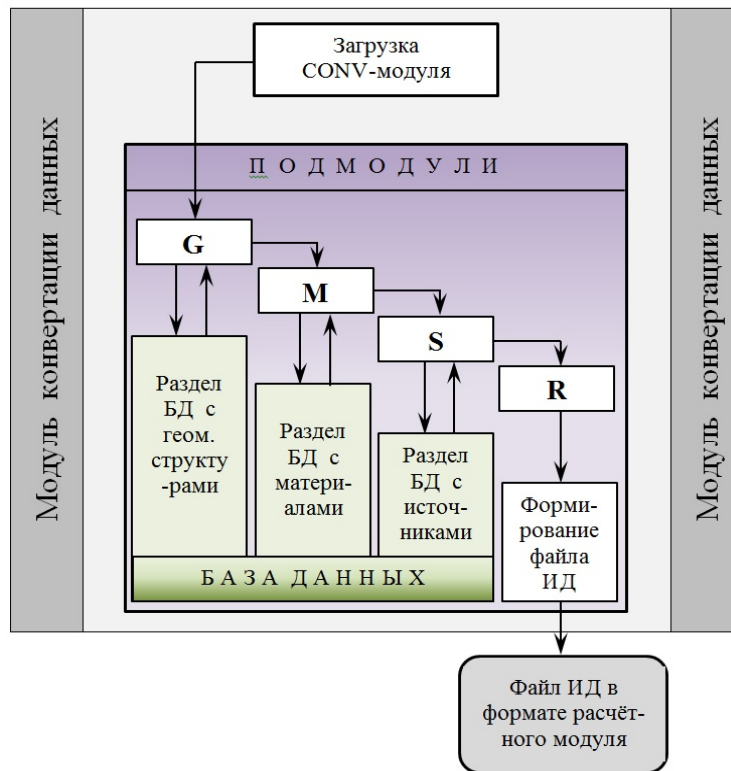 Загрузка
CONV-модуля
Модуль конвертации данных
Модуль конвертации данных
П О Д М О Д У Л И
G
M
S
R
Раздел
БД с
геом.
структу
-рами
Раздел
БД с
матери-
алами
Раздел
БД с
источ-
никами
Форми-
рование
файла
ИД
Б А З А Д А Н Н Ы Х
Файл ИД в
формате расчёт-
ного модуля